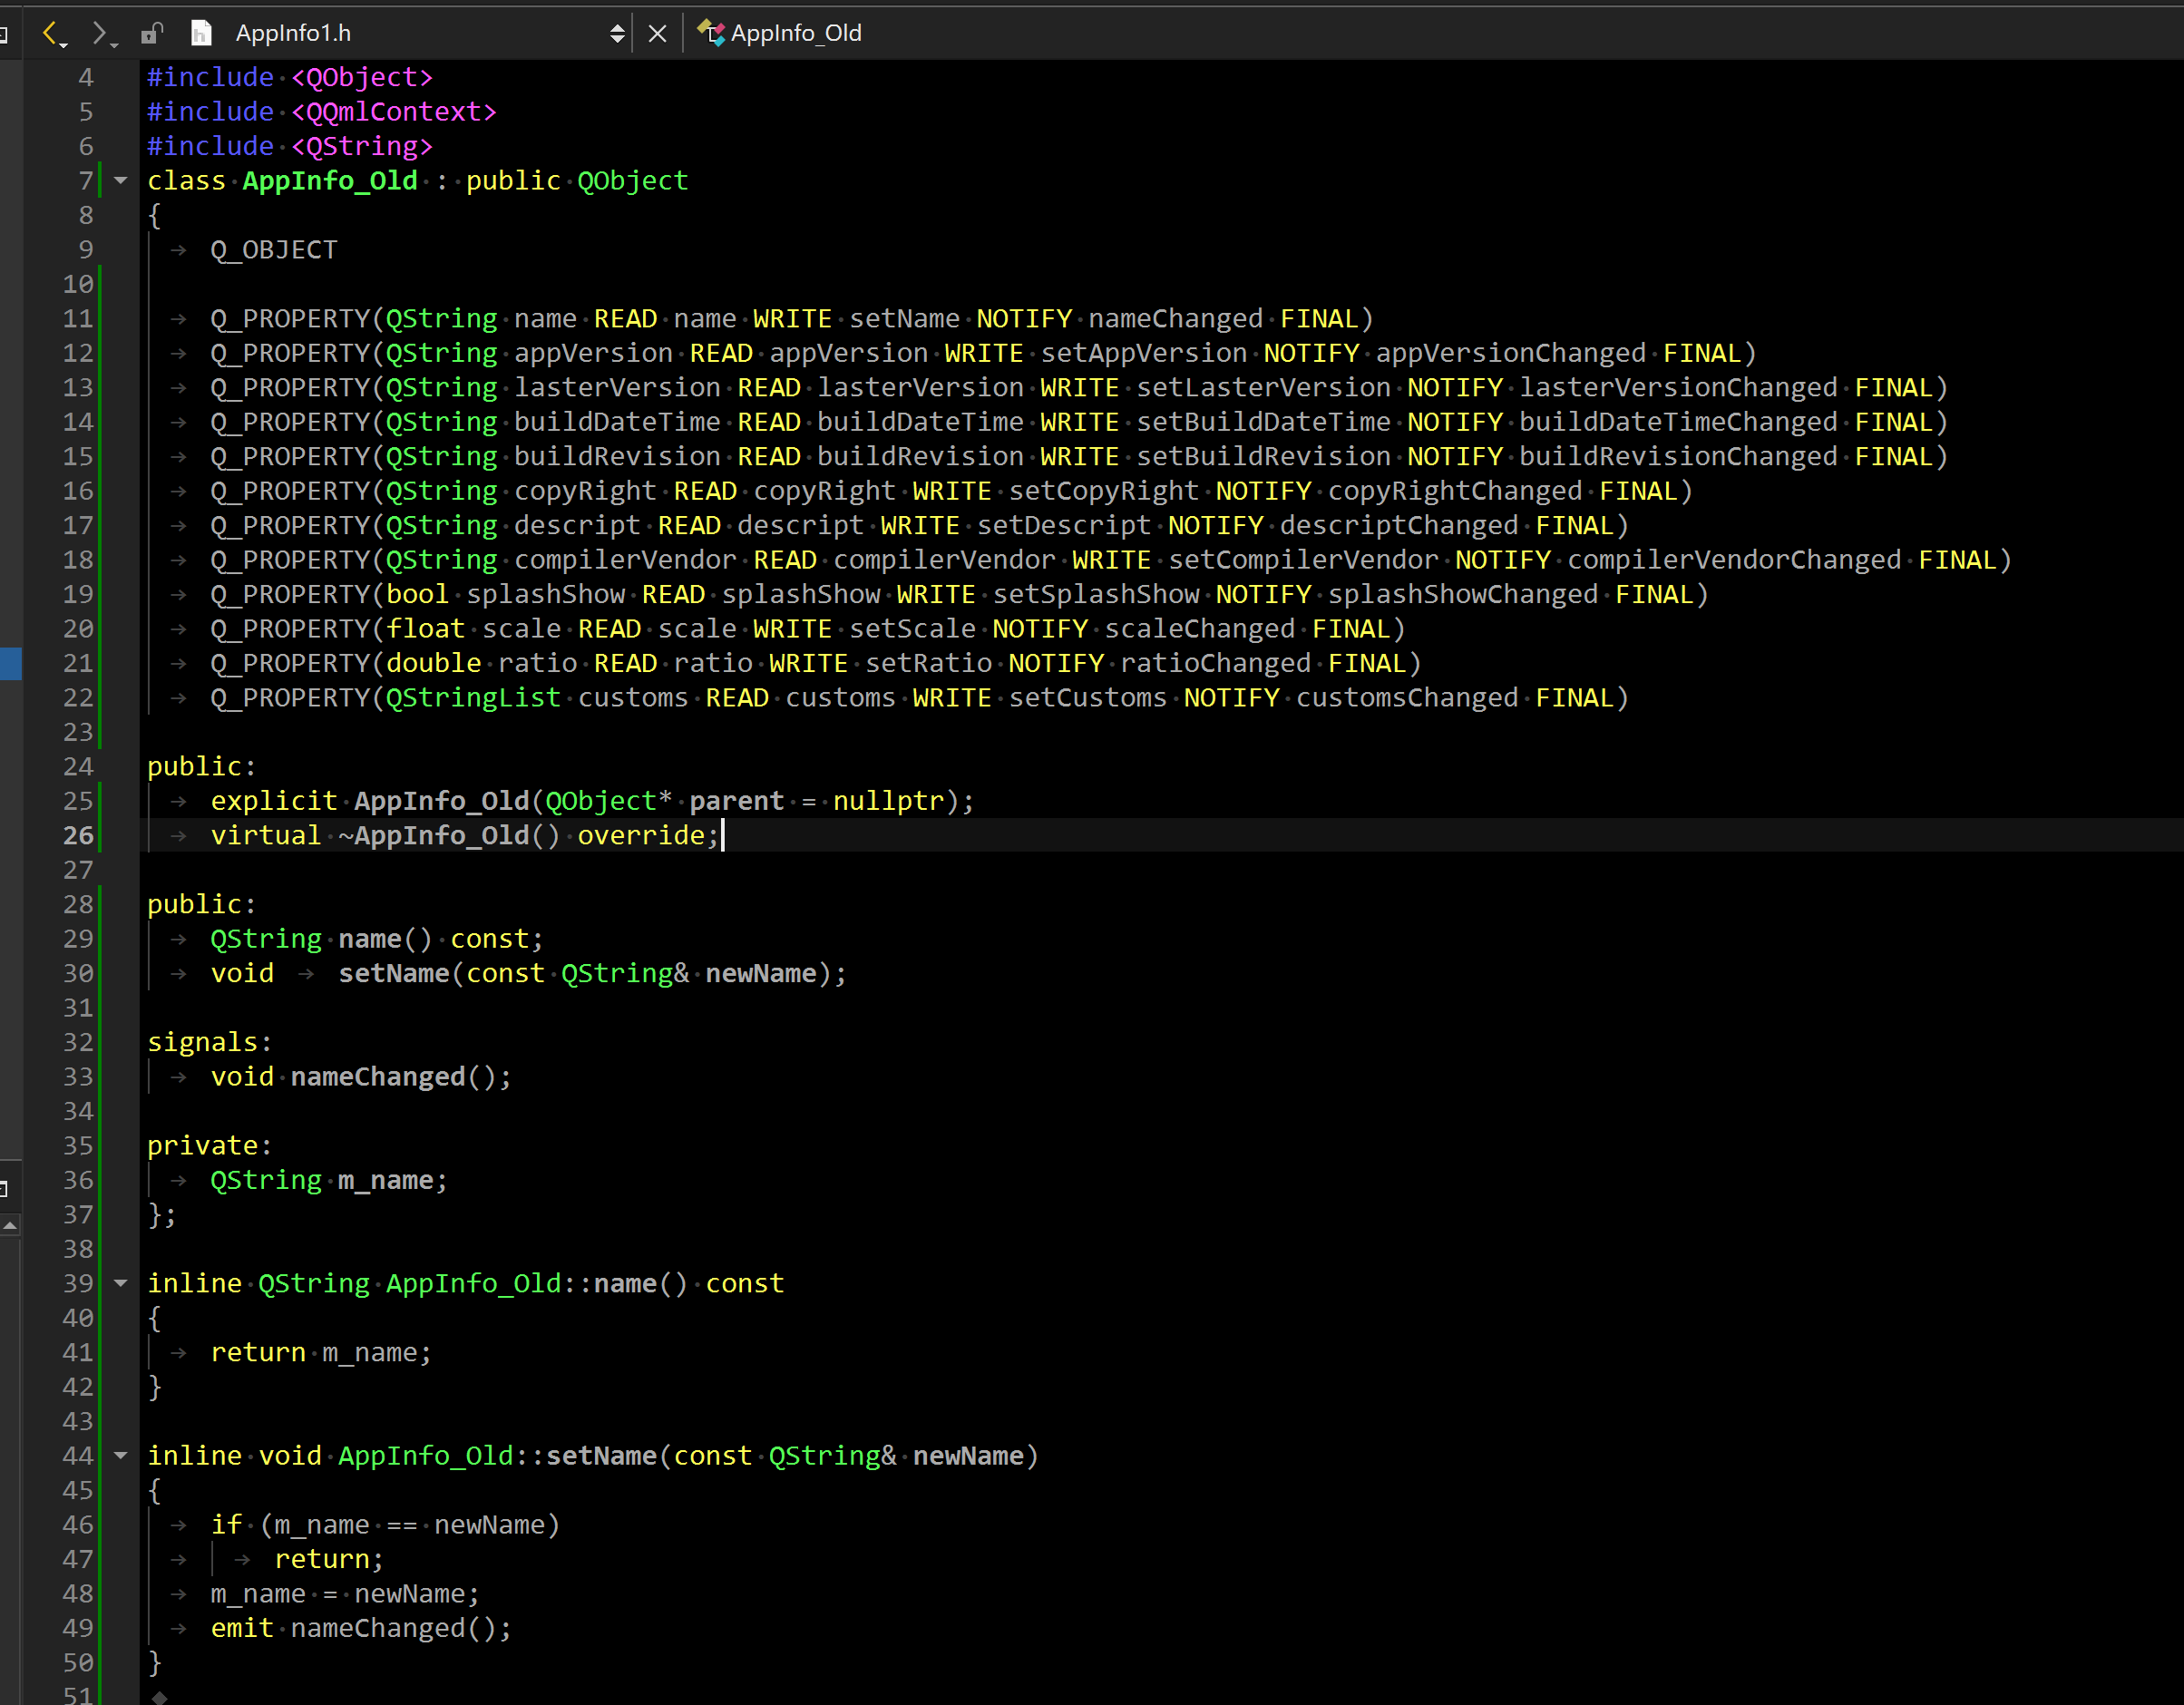 AppInfo1.h AppInfo_Old
4 #include <QObject>
5 #include <QQmlContext>
6 #include <QString>
7 class AppInfo_Old : public QObject
8 {
9 Q_OBJECT
10
11 Q_PROPERTY(QString name READ name WRITE setName NOTIFY nameChanged FINAL)
12 Q_PROPERTY(QString appVersion READ appVersion WRITE setAppVersion NOTIFY appVersionChanged FINAL)
13 Q_PROPERTY(QString lasterVersion READ lasterVersion WRITE setLasterVersion NOTIFY lasterVersionChanged FINAL)
14 Q_PROPERTY(QString buildDateTime READ buildDateTime WRITE setBuildDateTime NOTIFY buildDateTimeChanged FINAL)
15 Q_PROPERTY(QString buildRevision READ buildRevision WRITE setBuildRevision NOTIFY buildRevisionChanged FINAL)
16 Q_PROPERTY(QString copyRight READ copyRight WRITE setCopyRight NOTIFY copyRightChanged FINAL)
17 Q_PROPERTY(QString descript READ descript WRITE setDescript NOTIFY descriptChanged FINAL)
18 Q_PROPERTY(QString compilerVendor READ compilerVendor WRITE setCompilerVendor NOTIFY compilerVendorChanged FINAL)
19 Q_PROPERTY(bool splashShow READ splashShow WRITE setSplashShow NOTIFY splashShowChanged FINAL)
20 Q_PROPERTY(float scale READ scale WRITE setScale NOTIFY scaleChanged FINAL)
21 Q_PROPERTY(double ratio READ ratio WRITE setRatio NOTIFY ratioChanged FINAL)
22 Q_PROPERTY(QStringList customs READ customs WRITE setCustoms NOTIFY customsChanged FINAL)
23
24 public:
25 explicit AppInfo_Old(QObject* parent = nullptr);
26 virtual ~AppInfo_Old() override;
27
28 public:
29 QString name() const;
30 void setName(const QString& newName);
31
32 signals:
33 void nameChanged();
34
35 private:
36 QString m_name;
37 };
38
39 inline QString AppInfo_Old::name() const
40 {
41 return m_name;
42 }
43
44 inline void AppInfo_Old::setName(const QString& newName)
45 {
46 if (m_name == newName)
47 return;
48 m_name = newName;
49 emit nameChanged();
50 }
51